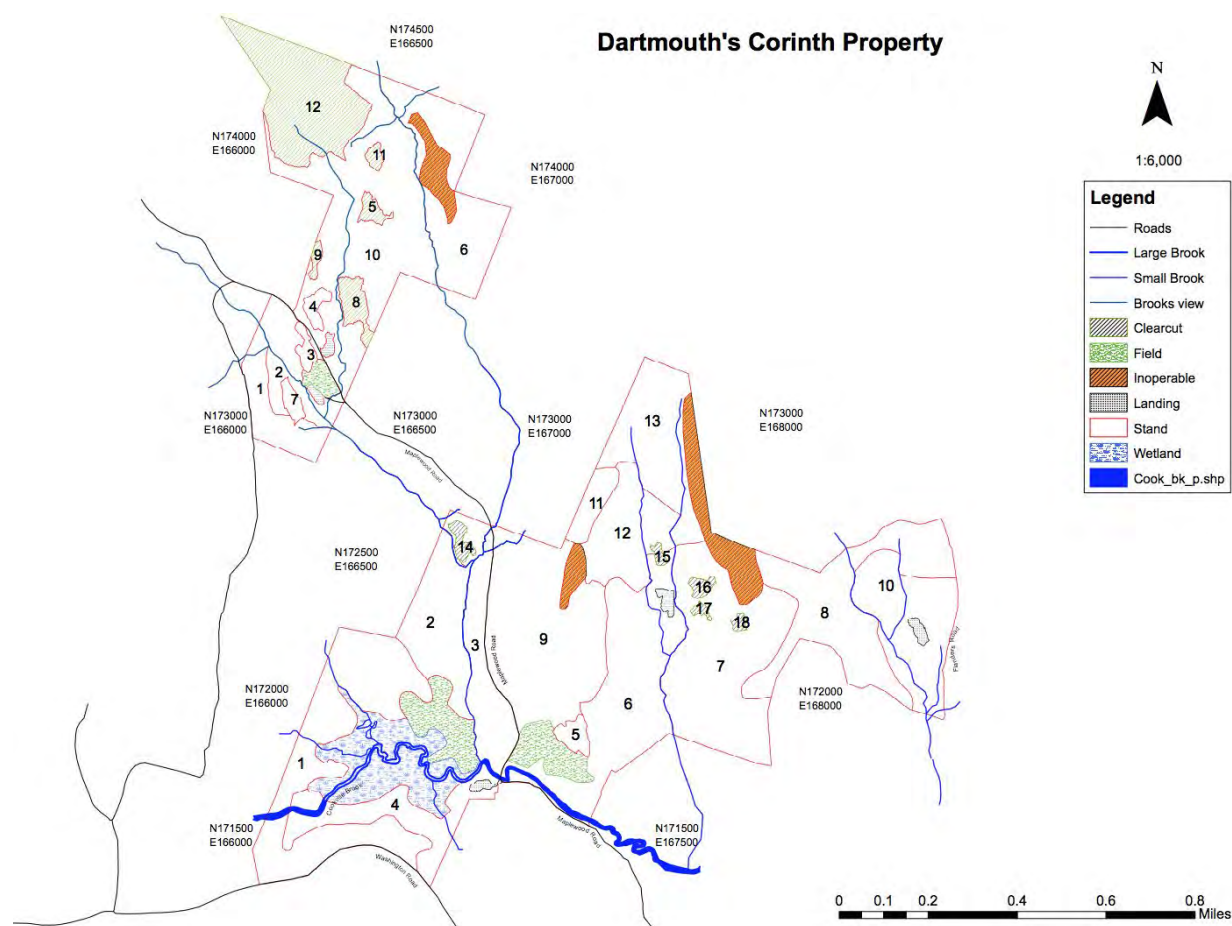 Dartmouth's Corinth Property
N174500
E166500
N
1:6,000
Legend
Roads
Large Brook
Small Brook
Brooks view
Clearcut
Field
Inoperable
Landing
Stand
Wetland
Cook_bk_p.shp
12
N174000
E166000
11
N174000
E167000
5
6
9
10
4
8
3
2
1
7
N173000
E166000
N173000
E166500
N173000
E167000
N173000
E168000
Maplewood Road
13
11
12
14
15
N172500
E166500
16
17
18
10
8
2
3
9
7
Maplewood Road
Flanders Road
N172000
E166000
N172000
E168000
6
5
1
4
N171500
E166000
Maplewood Road
N171500
E167500
Washington Road
0 0.1 0.2 0.4 0.6 0.8
Miles